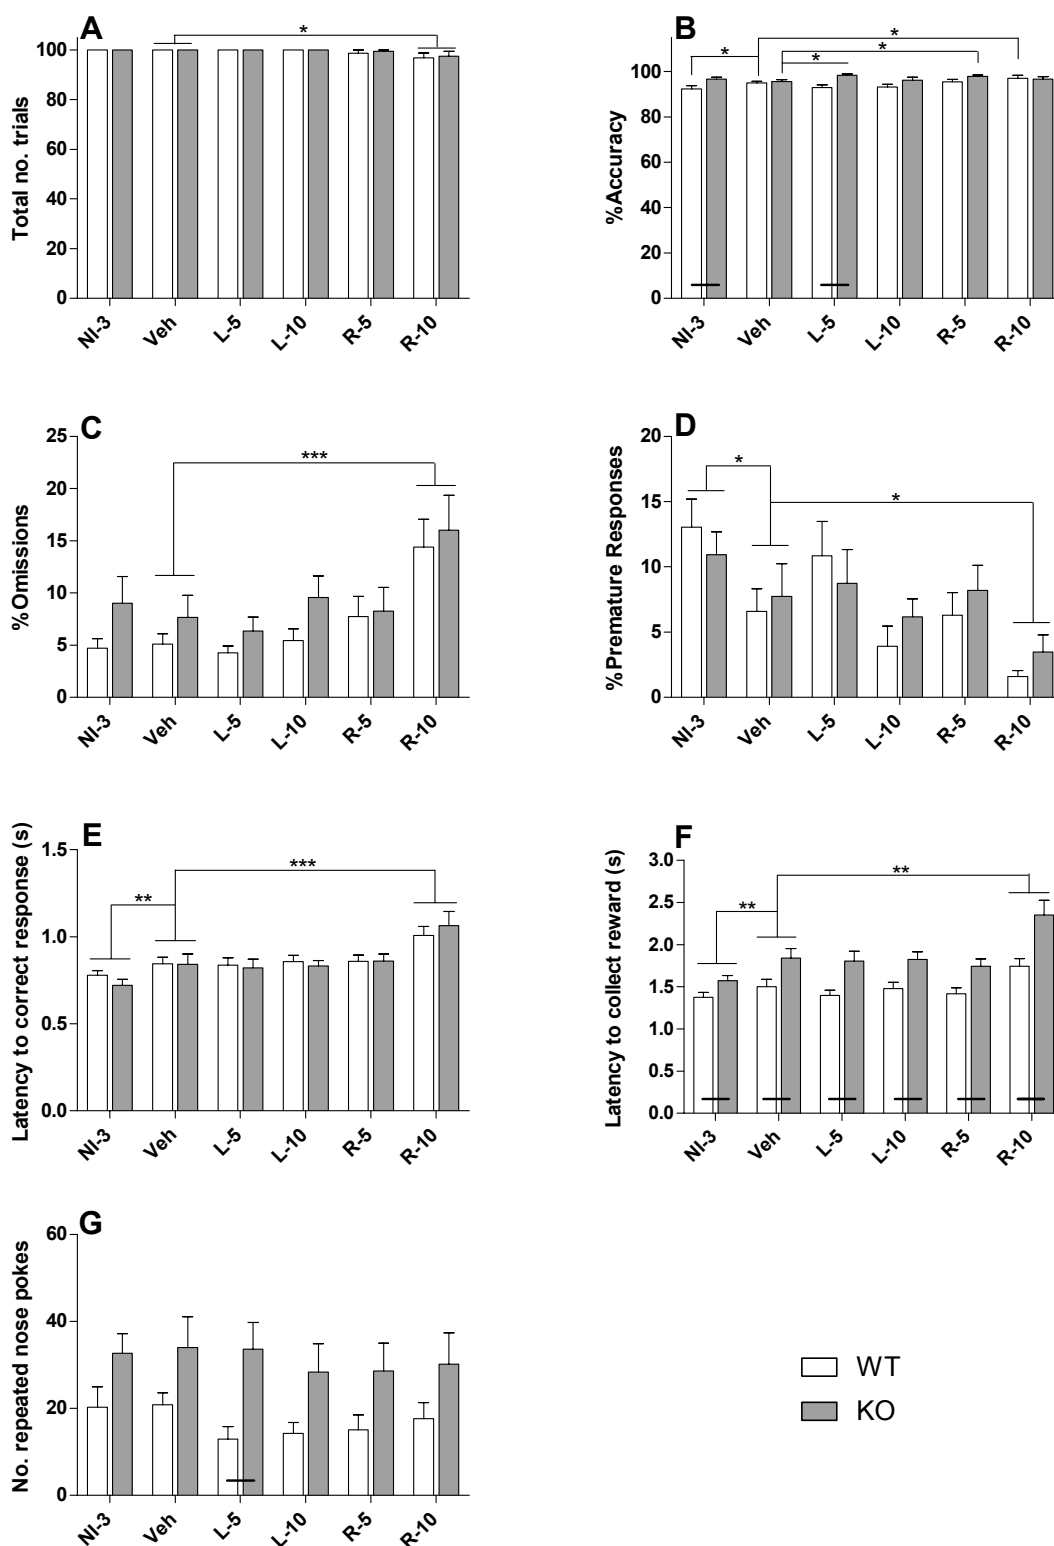 A
Total no. trials
100
80
60
40
20
0
*
NI-3
Veh
L-5
L-10
R-5
R-10
B
%Accuracy
100
80
60
40
20
0
*
*
*
*
NI-3
Veh
L-5
L-10
R-5
R-10
C
%Omissions
25
20
15
10
5
0
***
NI-3
Veh
L-5
L-10
R-5
R-10
D
%Premature Responses
20
15
10
5
0
*
*
NI-3
Veh
L-5
L-10
R-5
R-10
E
Latency to correct response (s)
1.5
1.0
0.5
0.0
**
***
NI-3
Veh
L-5
L-10
R-5
R-10
F
Latency to collect reward (s)
3.0
2.5
2.0
1.5
1.0
0.5
0.0
**
**
NI-3
Veh
L-5
L-10
R-5
R-10
G
No. repeated nose pokes
60
40
20
0
NI-3
Veh
L-5
L-10
R-5
R-10
WT
KO